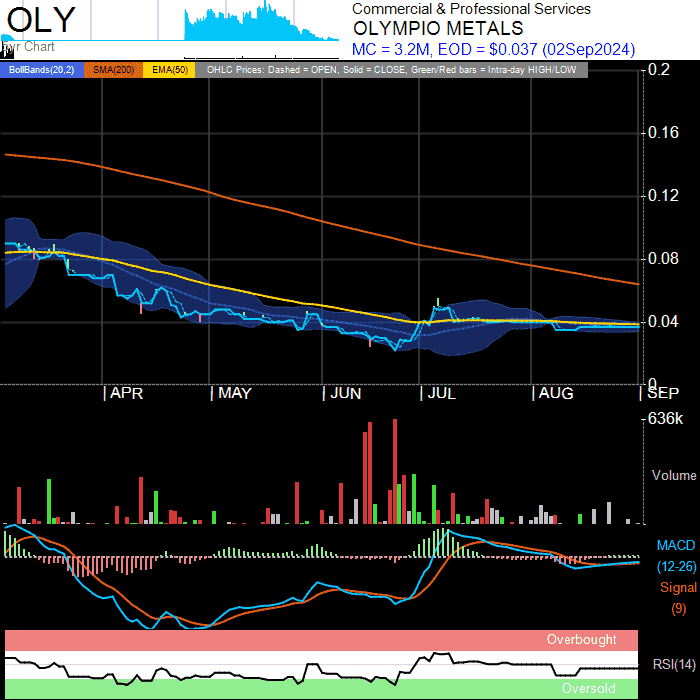 OLY
Commercial & Professional Services
OLYMPIO METALS
MC = 3.2M, EOD = $0.037 (02Sep2024)
yr Chart
BollBands(20,2) SMA(200) EMA(50) OHLC Prices: Dashed = OPEN, Solid = CLOSE, Green/Red bars = Intra-day HIGH/LOW
0.2
0.16
0.12
0.08
0.04
0
APR MAY JUN JUL AUG SEP
636k
Volume
MACD
(12-26)
Signal
(9)
Overbought
RSI(14)
Oversold